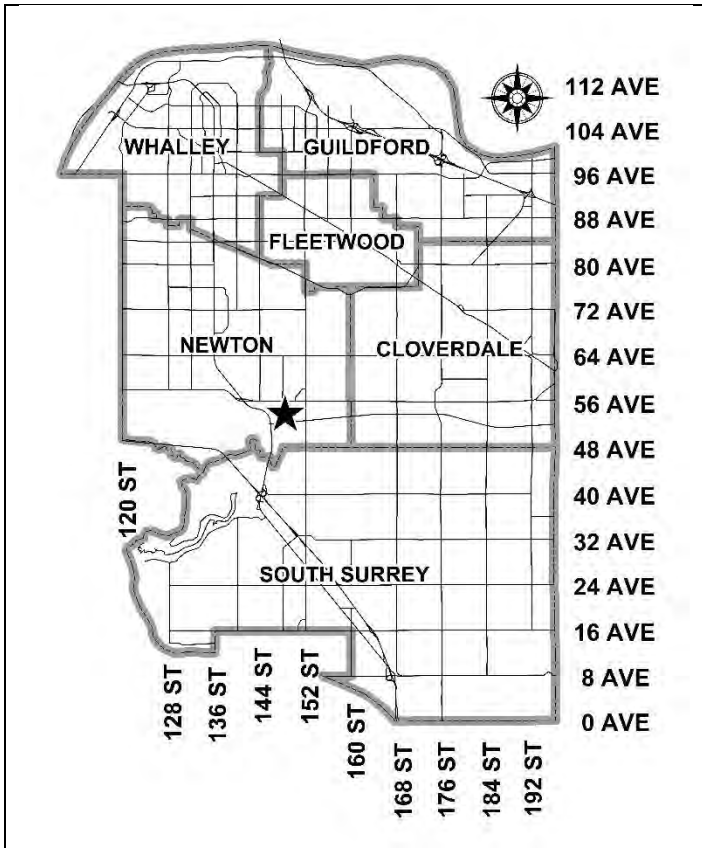 112 AVE
104 AVE
WHALLEY GUILDFORD
96 AVE
88 AVE
FLEETWOOD
80 AVE
72 AVE
NEWTON CLOVERDALE
64 AVE
56 AVE
48 AVE
120 ST
40 AVE
32 AVE
SOUTH SURREY
24 AVE
16 AVE
8 AVE
0 AVE
128 ST
136 ST
144 ST
152 ST
160 ST
168 ST
176 ST
184 ST
192 ST